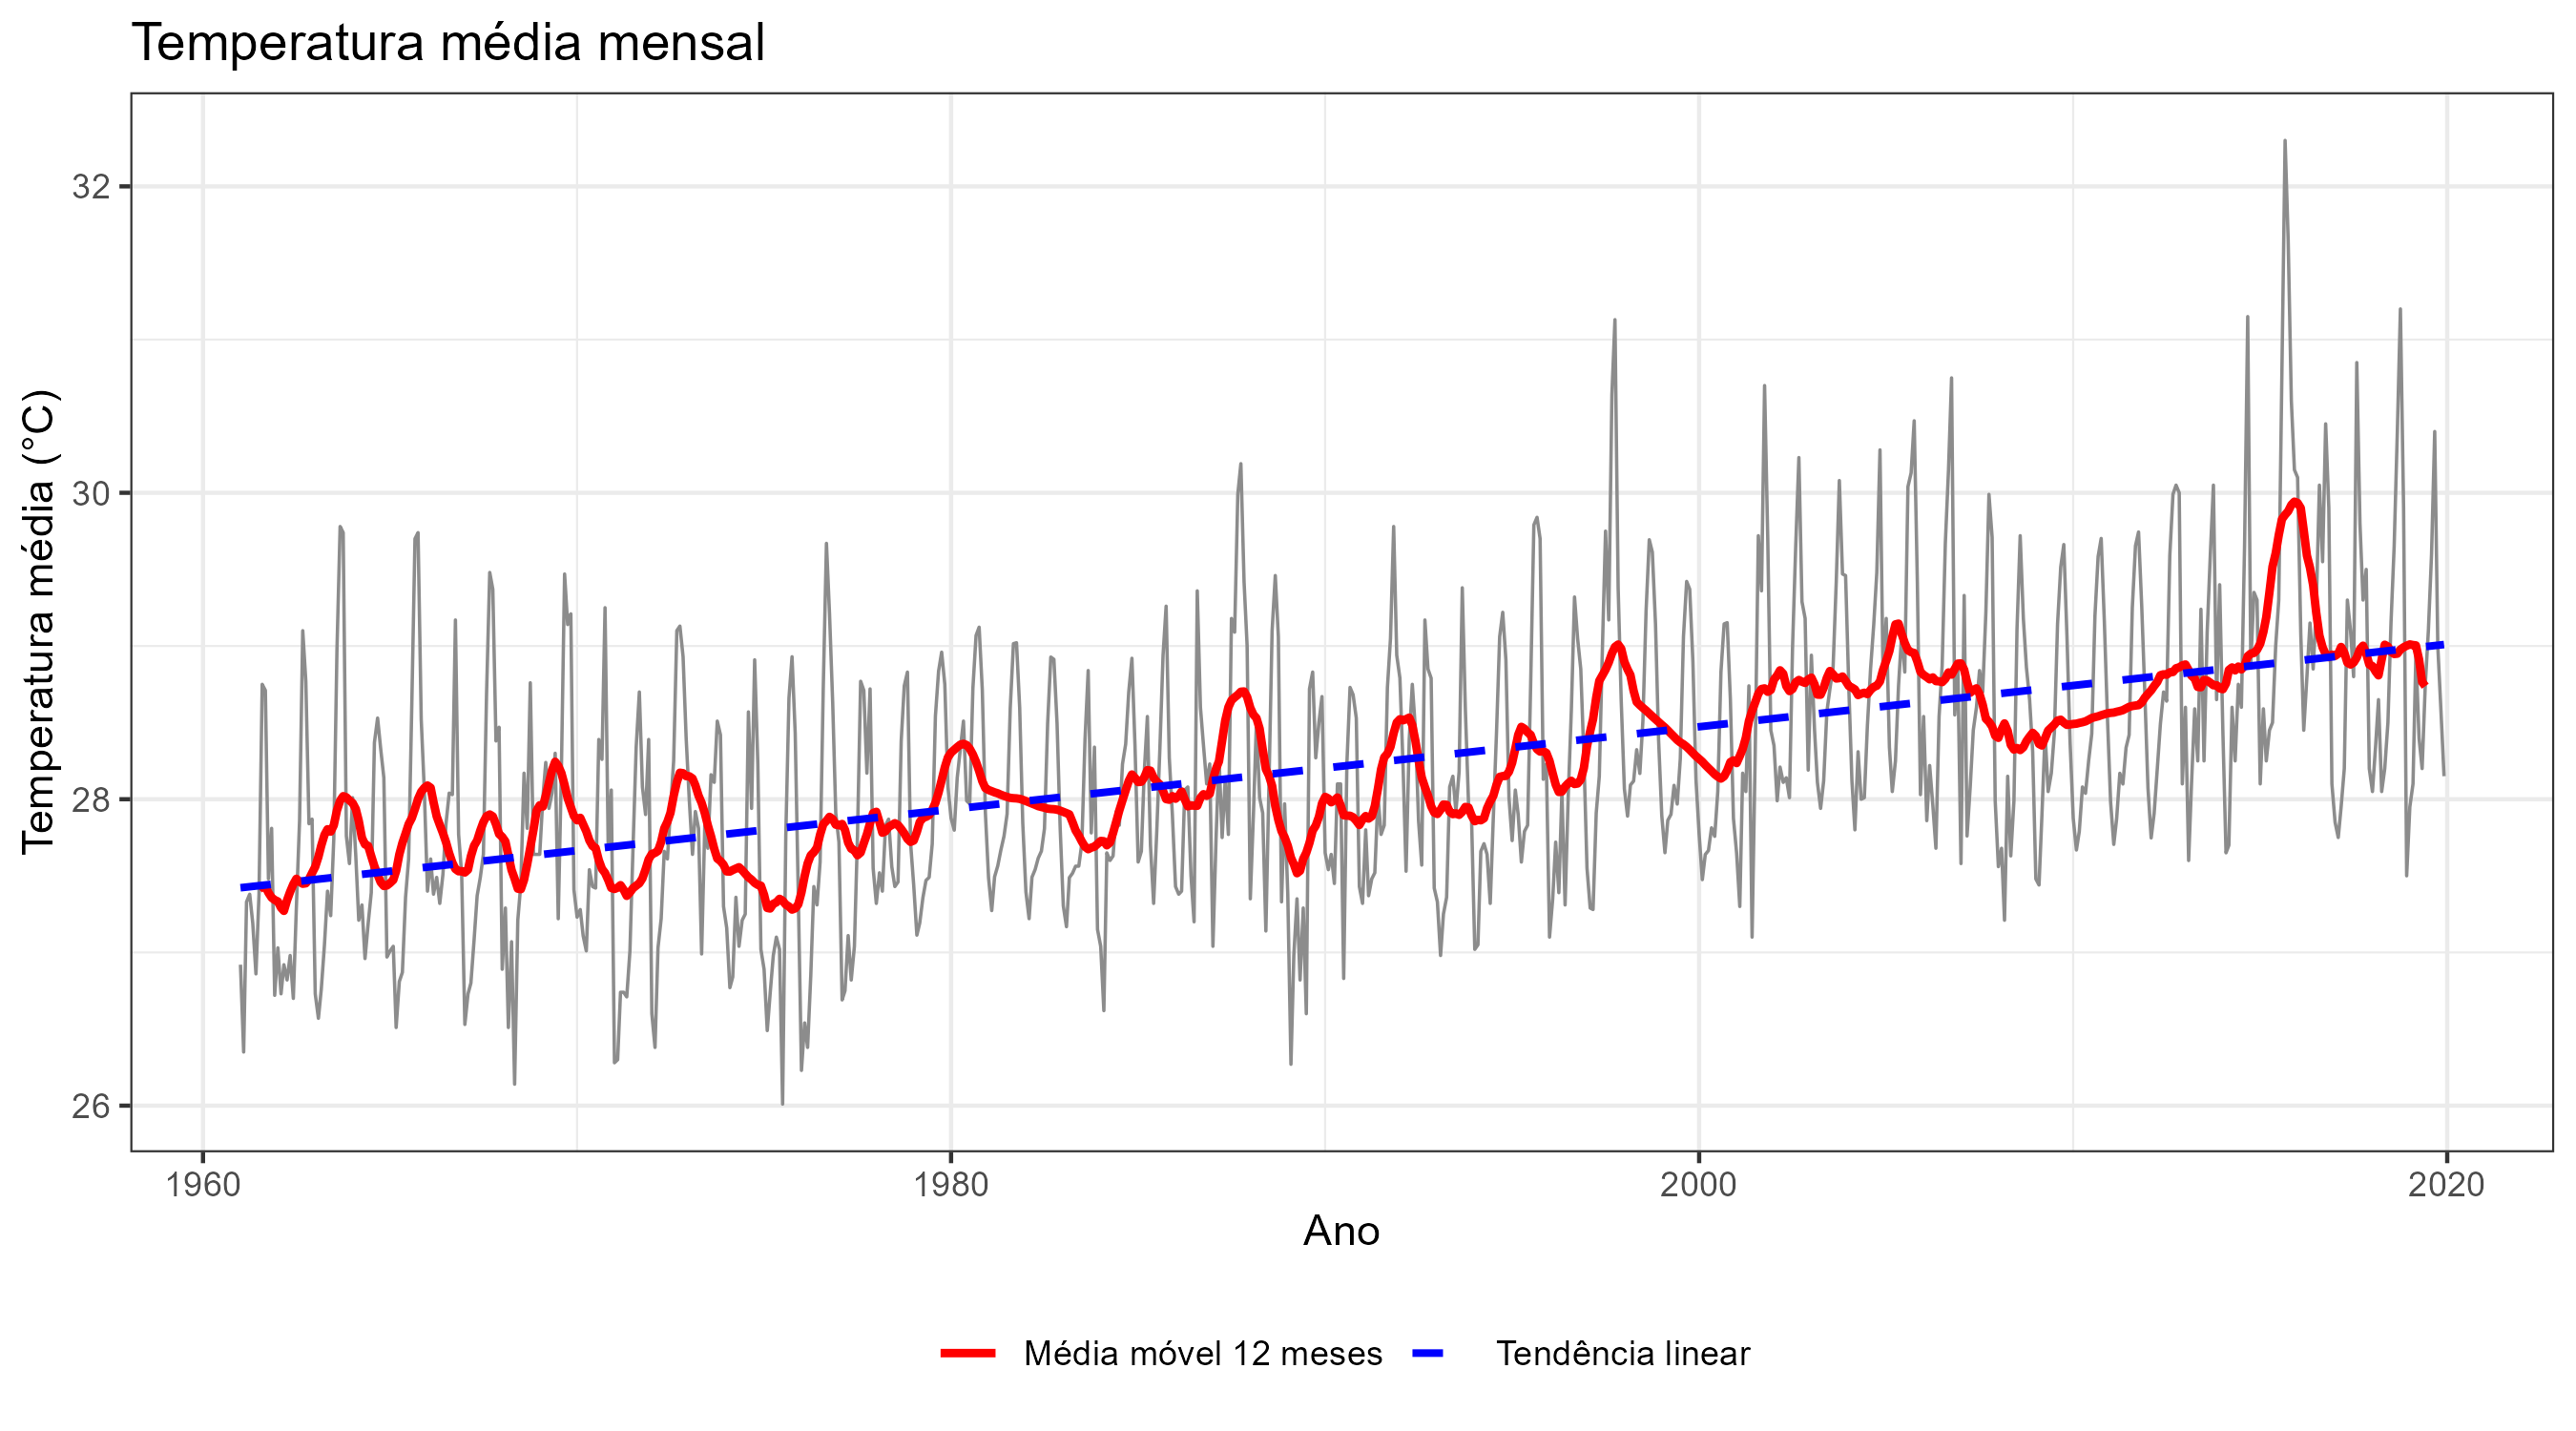 Temperatura média mensal
Temperatura média (°C)
32
30
28
26
1960
1980
2000
2020
Ano
Média móvel 12 meses
Tendência linear